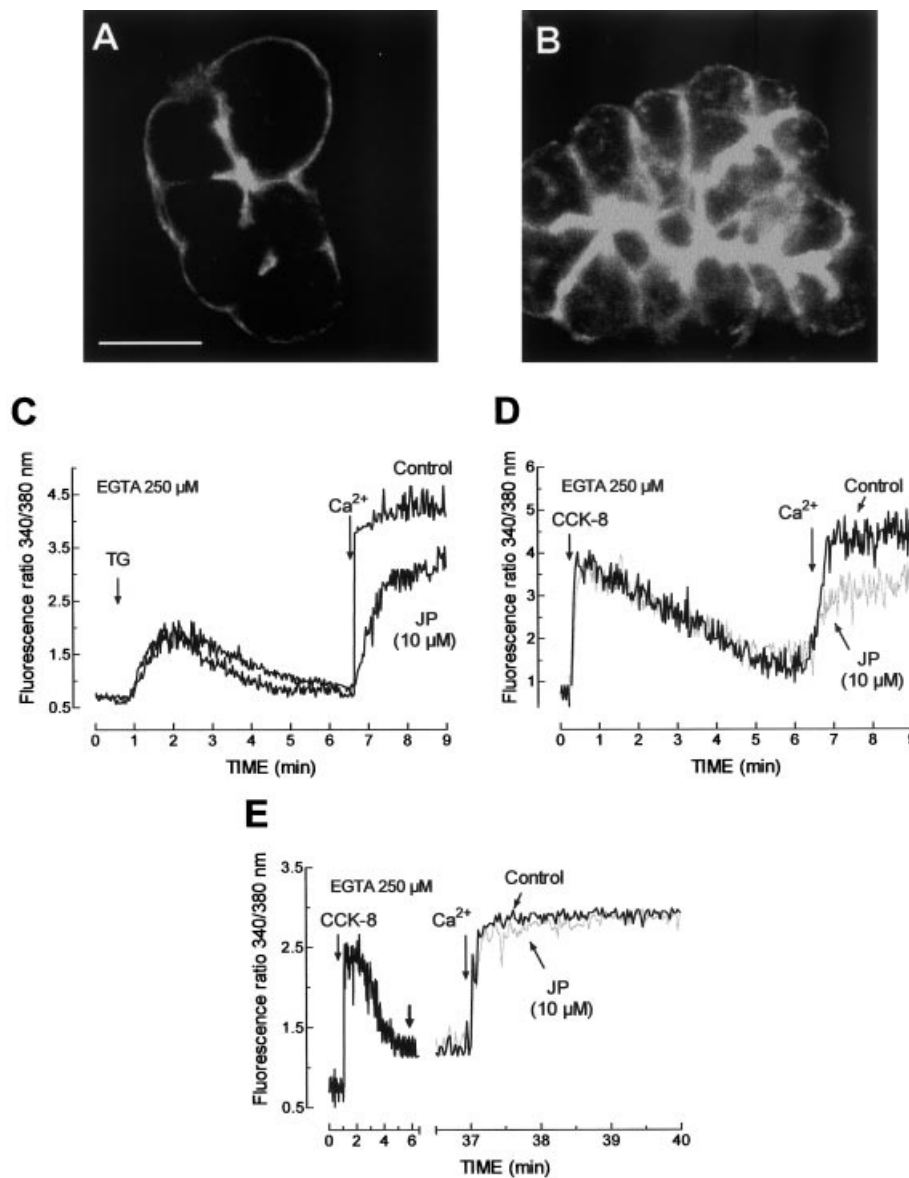 A
B
C
Fluorescence ratio 340/380 nm
4.5
3.5
2.5
1.5
0.5
EGTA 250 µM
TG
Ca2+
Control
JP
(10 µM)
0 1 2 3 4 5 6 7 8 9
TIME (min)
D
Fluorescence ratio 340/380 nm
6
5
4
3
2
1
EGTA 250 µM
CCK-8
Ca2+
Control
JP
(10 µM)
0 1 2 3 4 5 6 7 8 9
TIME (min)
E
Fluorescence ratio 340/380 nm
3.5
2.5
1.5
0.5
EGTA 250 µM
CCK-8
Ca2+
Control
JP
(10 µM)
0 2 4 6 37 38 39 40
TIME (min)